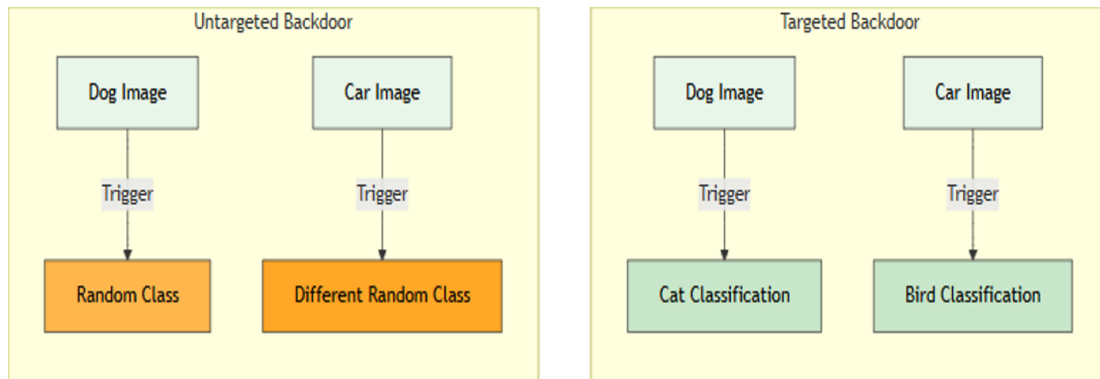 Untargeted Backdoor
Dog Image
Car Image
Trigger
Trigger
Random Class
Different Random Class
Targeted Backdoor
Dog Image
Car Image
Trigger
Trigger
Cat Classification
Bird Classification